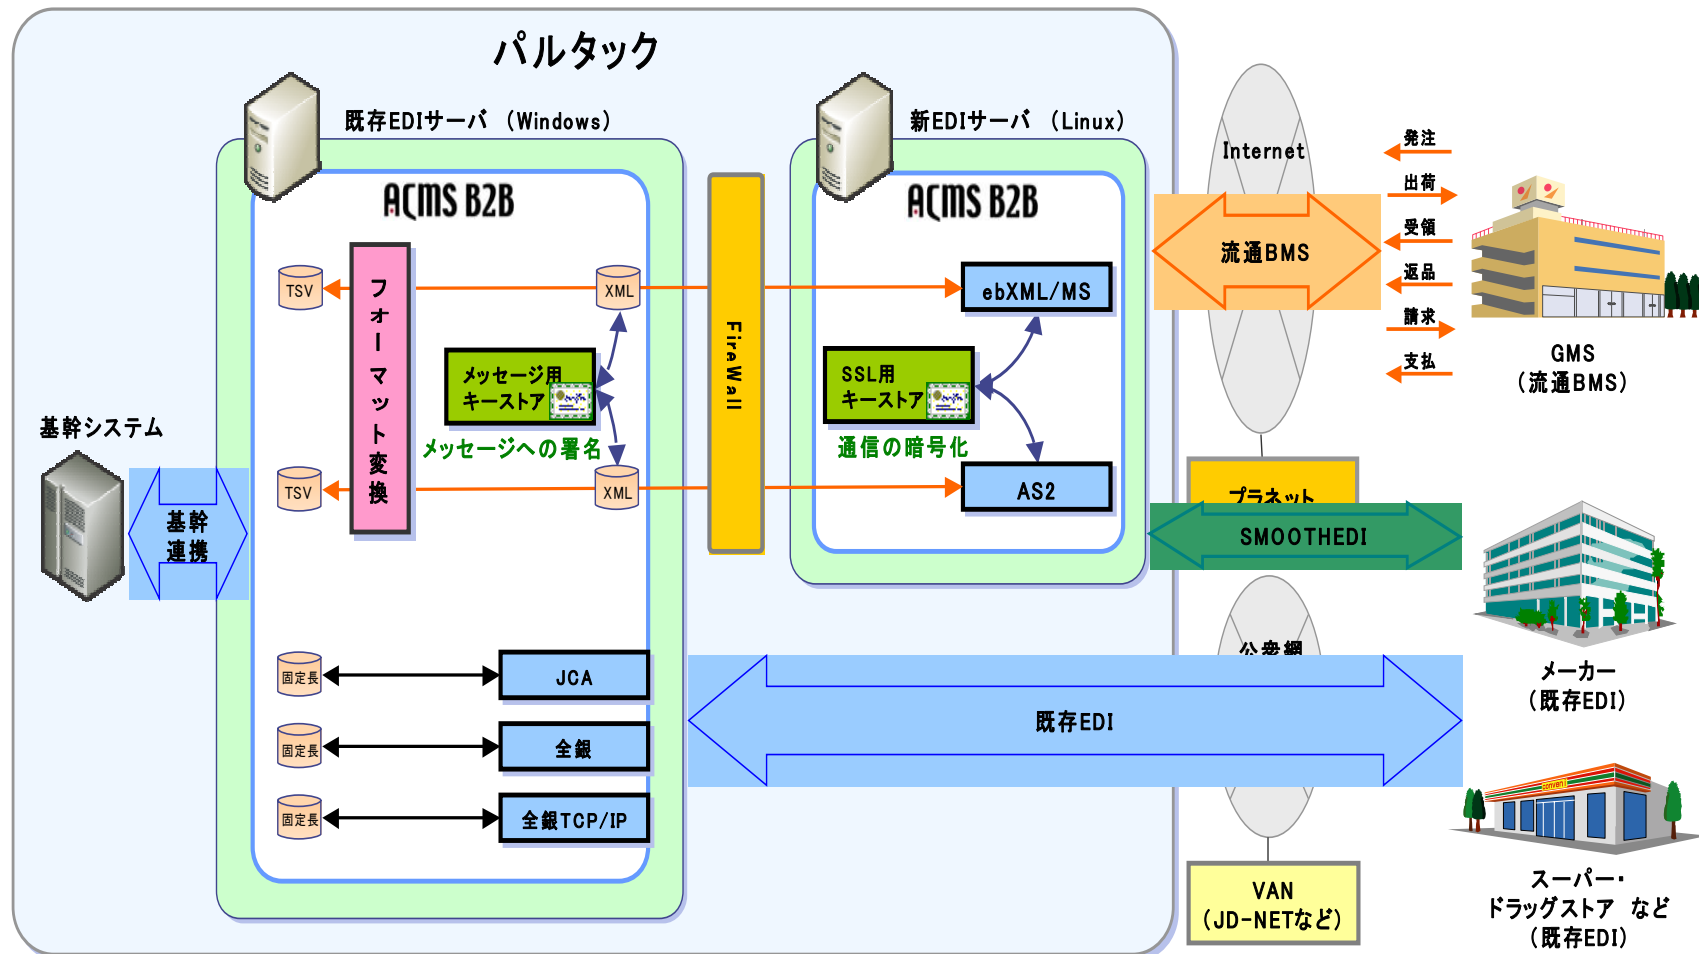 パルタック
既存EDIサーバ （Windows）
新EDIサーバ （Linux）
ACMS B2B
ACMS B2B
Internet
発注
出荷
受領
返品
請求
支払
流通BMS
GMS
（流通BMS）
フォーマット変換
TSV
XML
ebXML/MS
FireWall
メッセージ用
キーストア
メッセージへの署名
SSL用
キーストア
通信の暗号化
TSV
XML
AS2
基幹システム
基幹
連携
プラネット
SMOOTHEDI
メーカー
（既存EDI）
公衆網
固定長
JCA
既存EDI
固定長
全銀
固定長
全銀TCP/IP
conveni
スーパー・
ドラッグストア など
（既存EDI）
VAN
（JD-NETなど）